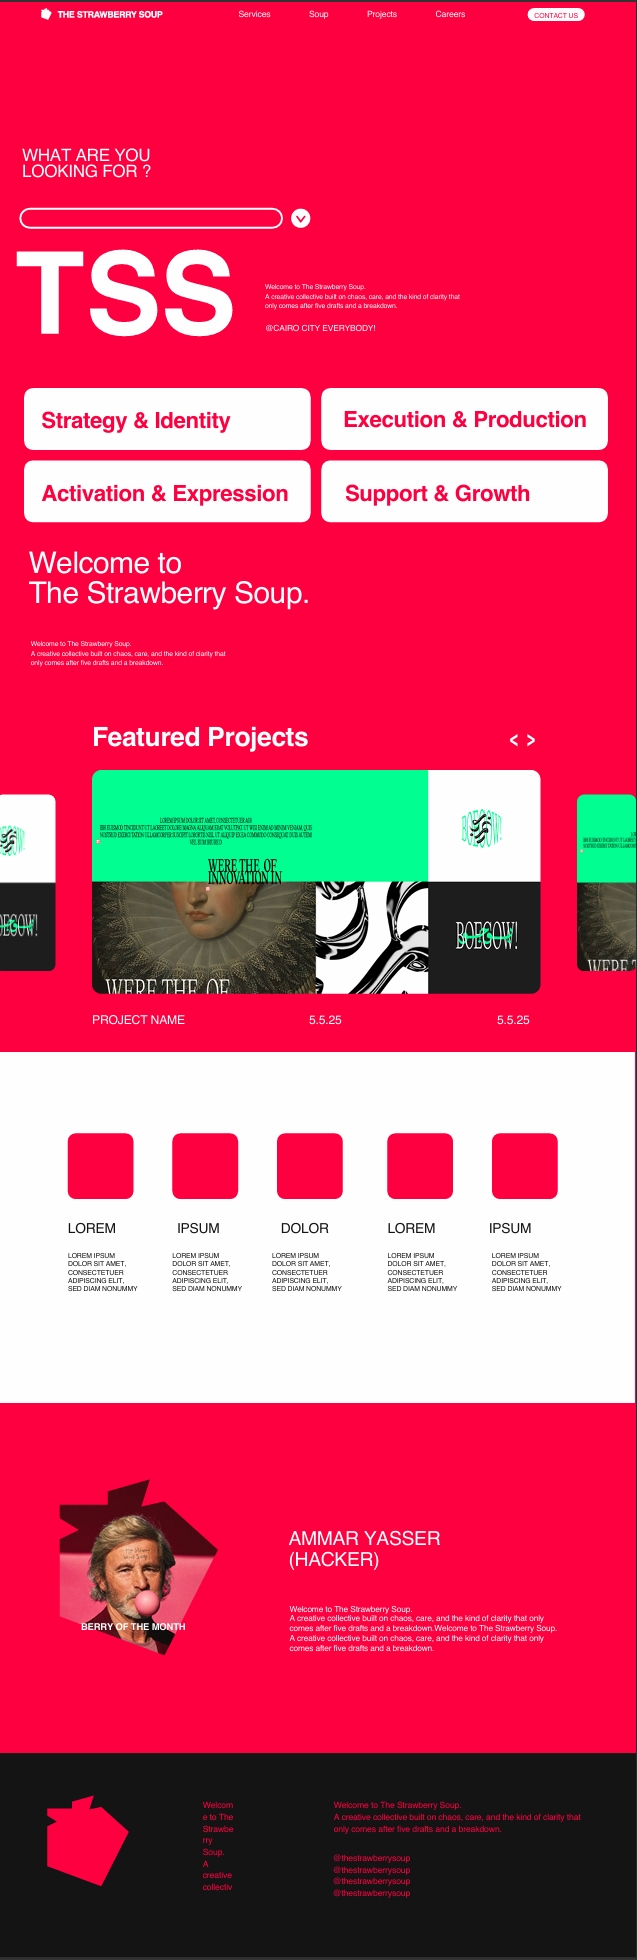 THE STRAWBERRY SOUP
Services
Soup
Projects
Careers
CONTACT US
WHAT ARE YOU
LOOKING FOR ?
TSS
Welcome to The Strawberry Soup.
A creative collective built on chaos, care, and the kind of clarity that
only comes after five drafts and a breakdown.
@CAIRO CITY EVERYBODY!
Strategy & Identity
Execution & Production
Activation & Expression
Support & Growth
Welcome to
The Strawberry Soup.
Welcome to The Strawberry Soup.
A creative collective built on chaos, care, and the kind of clarity that
only comes after five drafts and a breakdown.
Featured Projects
< >
LOREM IPSUM DOLOR SIT AMET, CONSECTETUER ADI
WERE THE OF
INNOVATION IN
WERE THE OF
BOEGOW!
BOEGOW!
PROJECT NAME
5.5.25
5.5.25
LOREM
IPSUM
DOLOR
LOREM
IPSUM
LOREM IPSUM
DOLOR SIT AMET,
CONSECTETUER
ADIPISCING ELIT,
SED DIAM NONUMMY
LOREM IPSUM
DOLOR SIT AMET,
CONSECTETUER
ADIPISCING ELIT,
SED DIAM NONUMMY
LOREM IPSUM
DOLOR SIT AMET,
CONSECTETUER
ADIPISCING ELIT,
SED DIAM NONUMMY
LOREM IPSUM
DOLOR SIT AMET,
CONSECTETUER
ADIPISCING ELIT,
SED DIAM NONUMMY
LOREM IPSUM
DOLOR SIT AMET,
CONSECTETUER
ADIPISCING ELIT,
SED DIAM NONUMMY
BERRY OF THE MONTH
AMMAR YASSER
(HACKER)
Welcome to The Strawberry Soup.
A creative collective built on chaos, care, and the kind of clarity that only
comes after five drafts and a breakdown.Welcome to The Strawberry Soup.
A creative collective built on chaos, care, and the kind of clarity that only
comes after five drafts and a breakdown.
Welcom
e to The
Strawbe
rry
Soup.
A
creative
collectiv
Welcome to The Strawberry Soup.
A creative collective built on chaos, care, and the kind of clarity that
only comes after five drafts and a breakdown.
@thestrawberrysoup
@thestrawberrysoup
@thestrawberrysoup
@thestrawberrysoup